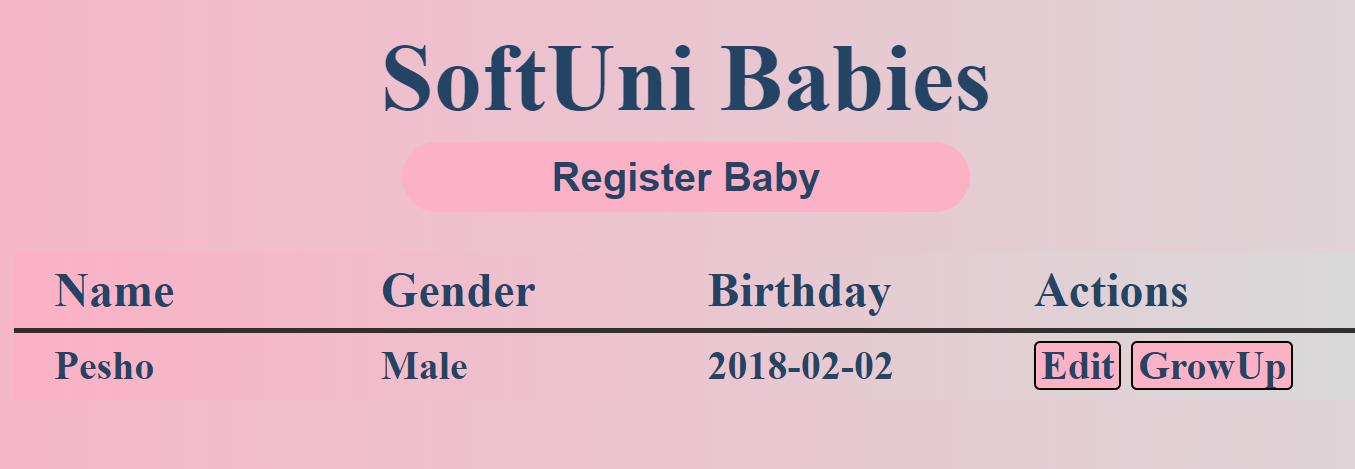 SoftUni Babies
Register Baby
Name Gender Birthday Actions
Pesho Male 2018-02-02 Edit GrowUp